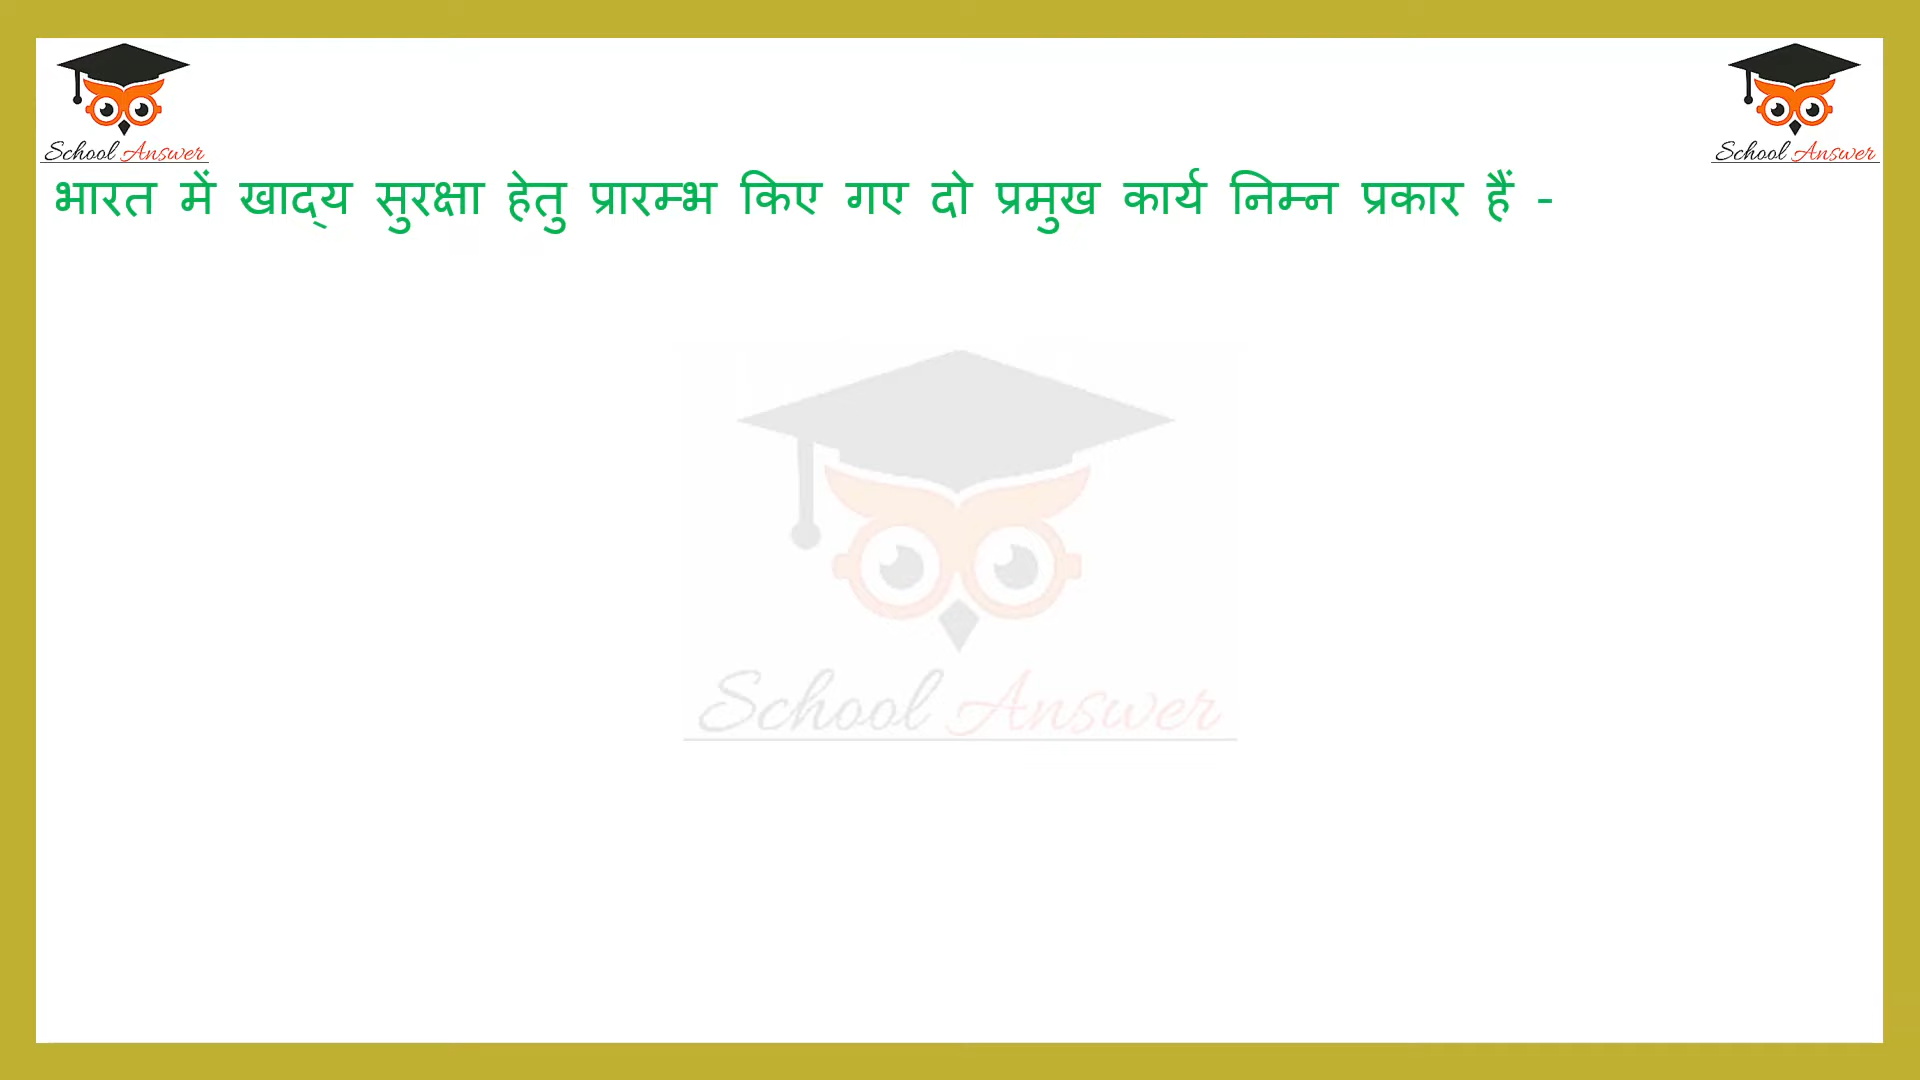 School Answer
School Answer
भारत में खाद्य सुरक्षा हेतु प्रारम्भ किए गए दो प्रमुख कार्य निम्न प्रकार हैं -
School Answer